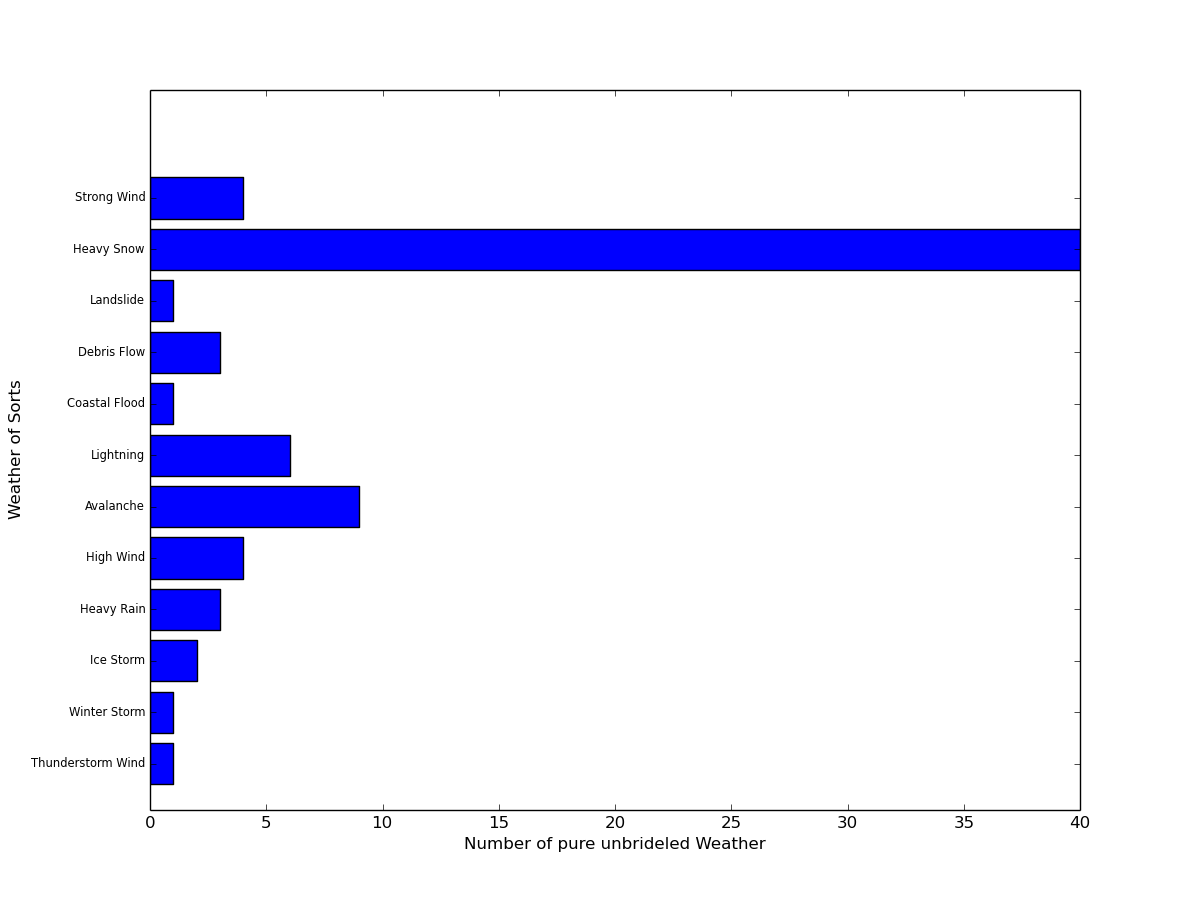 Strong Wind
Heavy Snow
Landslide
Debris Flow
Coastal Flood
Lightning
Avalanche
High Wind
Heavy Rain
Ice Storm
Winter Storm
Thunderstorm Wind
Weather of Sorts
0 5 10 15 20 25 30 35 40
Number of pure unbrideled Weather